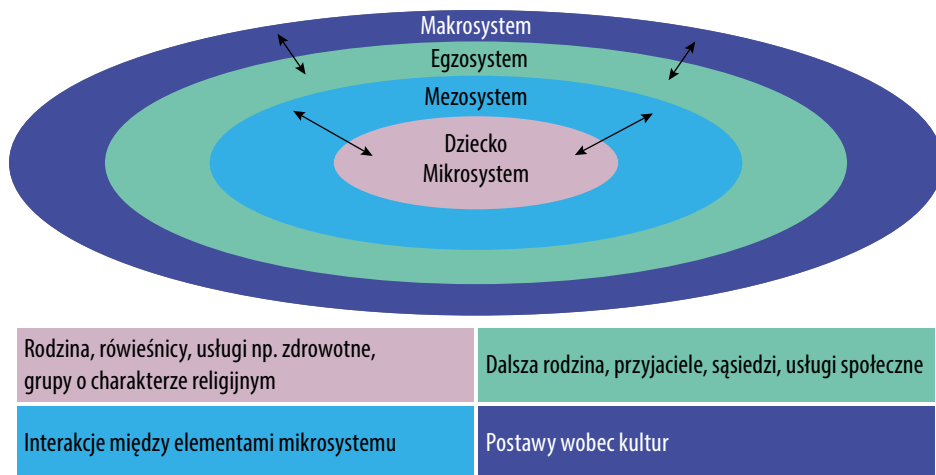 Makrosystem
Egzosystem
Mezosystem
Dziecko
Mikrosystem
Rodzina, rówieśnicy, usługi np. zdrowotne,
grupy o charakterze religijnym
Dalsza rodzina, przyjaciele, sąsiedzi, usługi społeczne
Interakcje między elementami mikrosystemu
Postawy wobec kultur